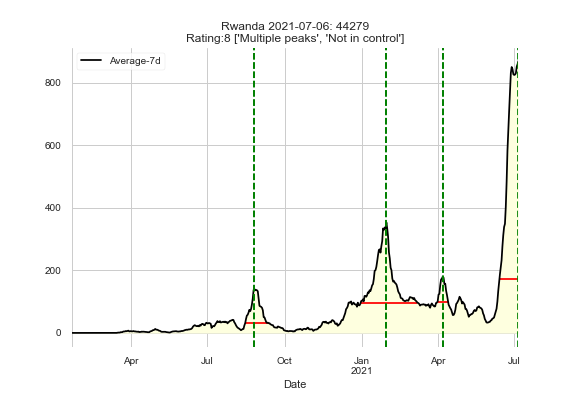 Rwanda 2021-07-06: 44279
Rating:8 ['Multiple peaks', 'Not in control']
Average-7d
800
600
400
200
0
Apr Jul Oct Jan Apr Jul
2021
Date